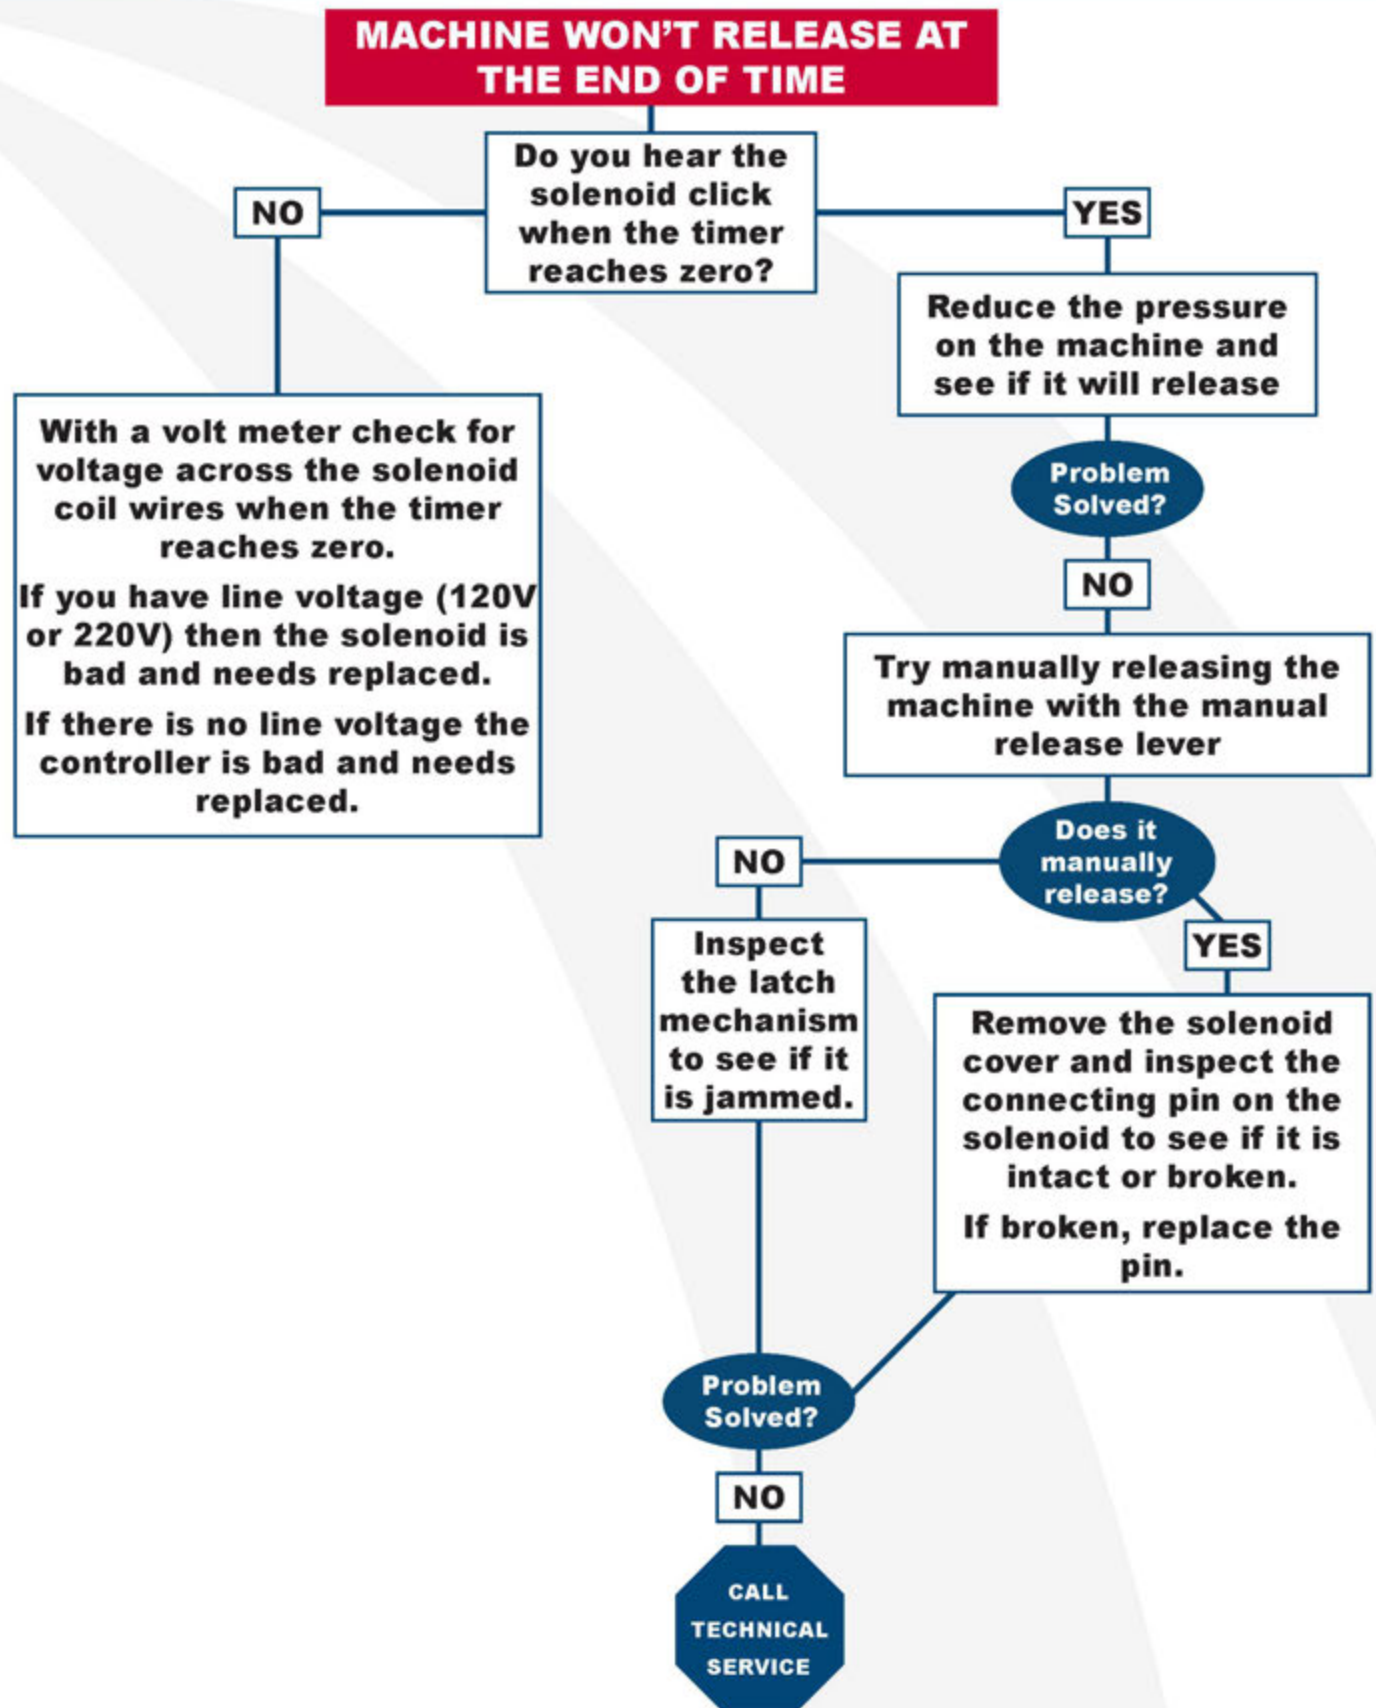 MACHINE WON'T RELEASE AT
THE END OF TIME
Do you hear the
solenoid click
when the timer
reaches zero?
NO
YES
With a volt meter check for
voltage across the solenoid
coil wires when the timer
reaches zero.
If you have line voltage (120V
or 220V) then the solenoid is
bad and needs replaced.
If there is no line voltage the
controller is bad and needs
replaced.
Reduce the pressure
on the machine and
see if it will release
Problem
Solved?
NO
Try manually releasing the
machine with the manual
release lever
Does it
manually
release?
NO
YES
Inspect
the latch
mechanism
to see if it
is jammed.
Remove the solenoid
cover and inspect the
connecting pin on the
solenoid to see if it is
intact or broken.
If broken, replace the
pin.
Problem
Solved?
NO
CALL
TECHNICAL
SERVICE